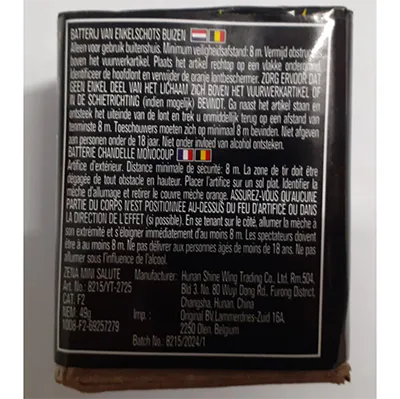 BATTERIJ VAN ENKELSCHOTS BUIZEN
Alleen voor gebruik buitenshuis. Minimum veiligheidsafstand: 8 m. Vermijd obstructies
boven het vuurwerkartikel. Plaats het artikel rechtop op een vlakke ondergrond.
Identificeer de hoofdlont en verwijder de oranje lontbeschermer. ZORG ERVOOR DAT
GEEN ENKEL DEEL VAN HET LICHAAM ZICH BOVEN HET VUURWERKARTIKEL OF
IN DE SCHIETRICHTING (indien mogelijk) BEVINDT. Ga naast het artikel staan en
ontsteek het uiteinde van de lont en trek u onmiddellijk terug op een afstand van
tenminste 8 m. Toeschouwers moeten zich op minimaal 8 m bevinden. Niet afgeven
aan personen onder de 18 jaar. Niet onder invloed van alcohol ontsteken.
BATTERIE CHANDELLE MONOCOUP
Artifice d'extérieur. Distance minimale de sécurité: 8 m. La zone de tir doit être
dégagée de tout obstacle en hauteur. Placer l'artifice sur un sol plat. Identifier la
mèche d'allumage et retirer le couvre mèche orange. ASSUREZ-VOUS QU'AUCUNE
PARTIE DU CORPS N'EST POSITIONNÉE AU-DESSUS DU FEU D'ARTIFICE OU DANS
LA DIRECTION DE L'EFFET (si possible). En se tenant sur le côté, allumer la mèche à
son extrémité et s'éloigner immédiatement d'au moins 8 m. Les spectateurs doivent
être à au moins 8 m. Ne pas délivrer aux personnes âgés de moins de 18 ans. Ne pas allumer
sous influence de l'alcool.
ZENA MINI SALUTE
Art. No.: 8215/YT-2725
CAT. F2
NEM: 49g
1008-F2-69257279
Manufacturer: Hunan Shine Wing Trading Co., Ltd. Rm.504,
Bld 3. No. 80 Wuyi Dong Rd., Furong District,
Changsha, Hunan, China
Imp.: Original BV, Lammerdries-Zuid 16A
2250 Olen, Belgium
Batch No.: 8215/2024/1